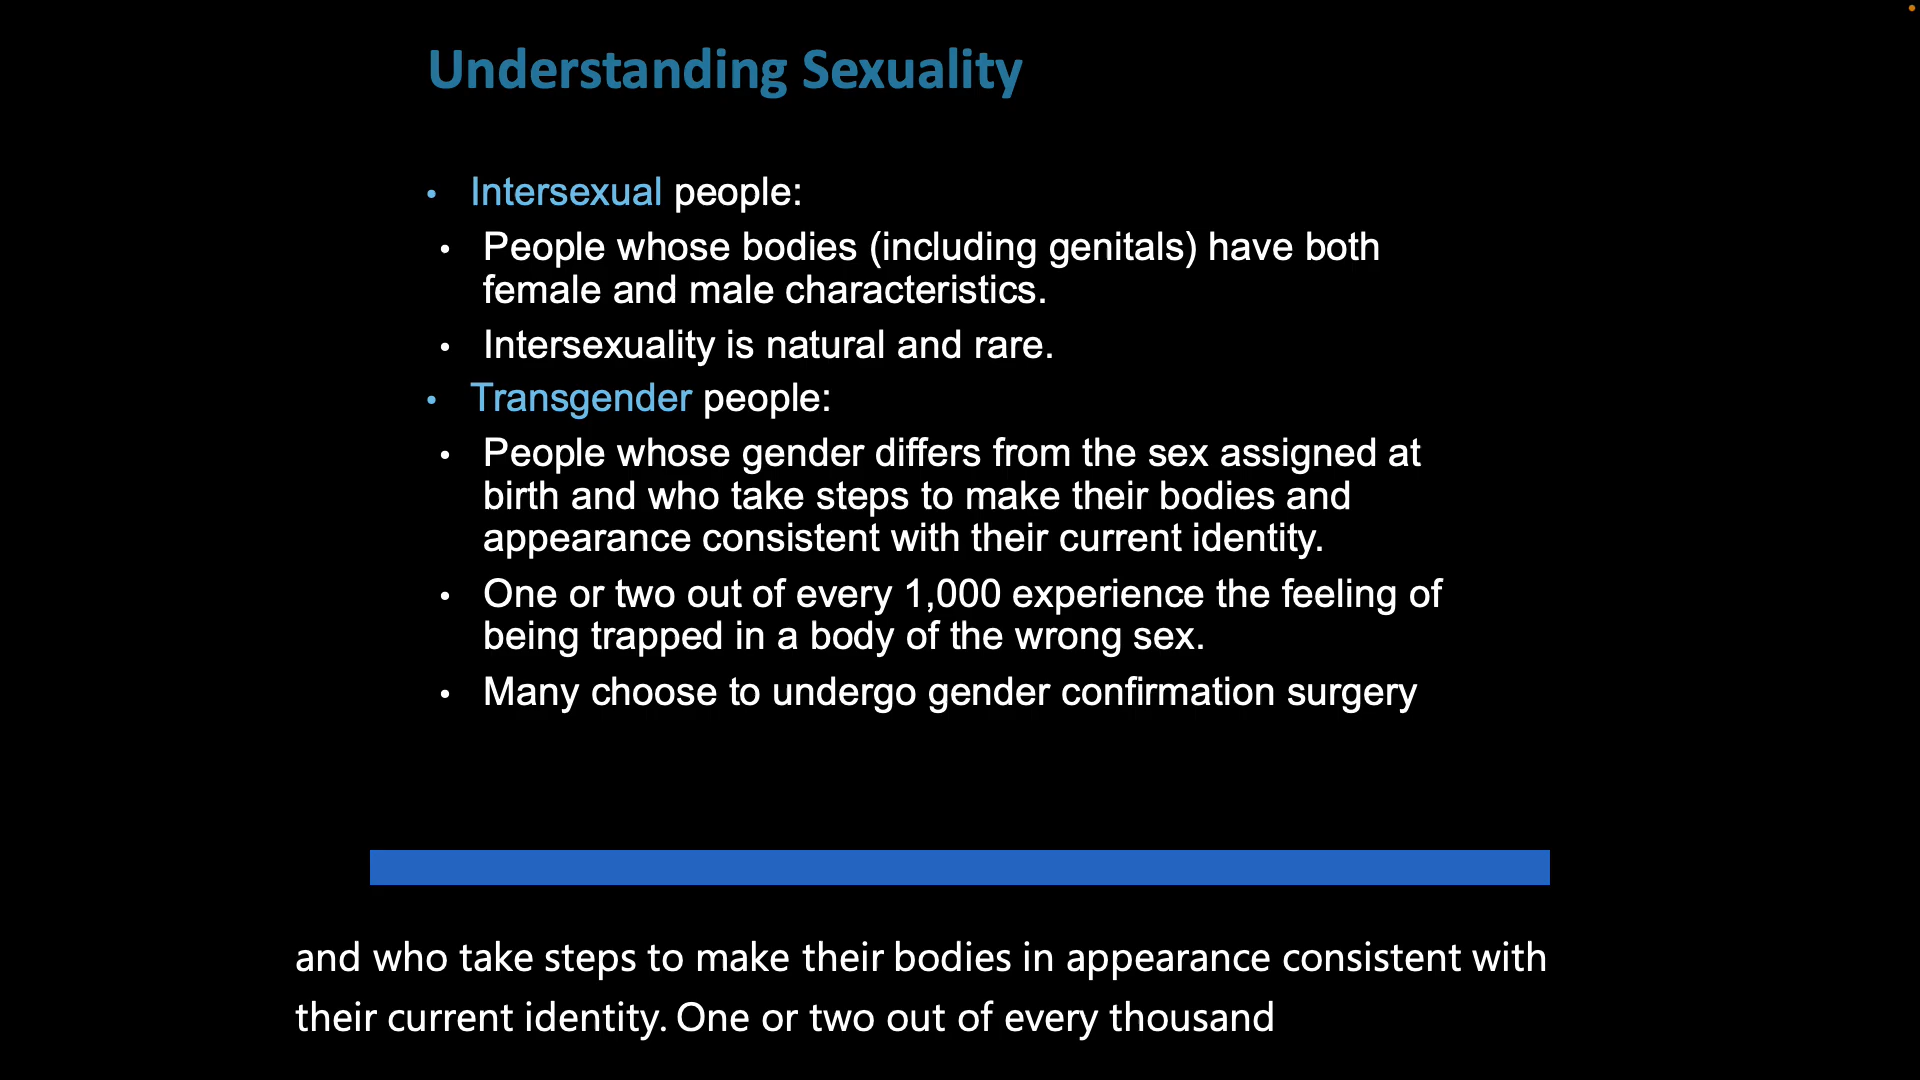 Understanding Sexuality
• Intersexual people:
• People whose bodies (including genitals) have both
female and male characteristics.
• Intersexuality is natural and rare.
• Transgender people:
• People whose gender differs from the sex assigned at
birth and who take steps to make their bodies and
appearance consistent with their current identity.
• One or two out of every 1,000 experience the feeling of
being trapped in a body of the wrong sex.
• Many choose to undergo gender confirmation surgery
and who take steps to make their bodies in appearance consistent with
their current identity. One or two out of every thousand